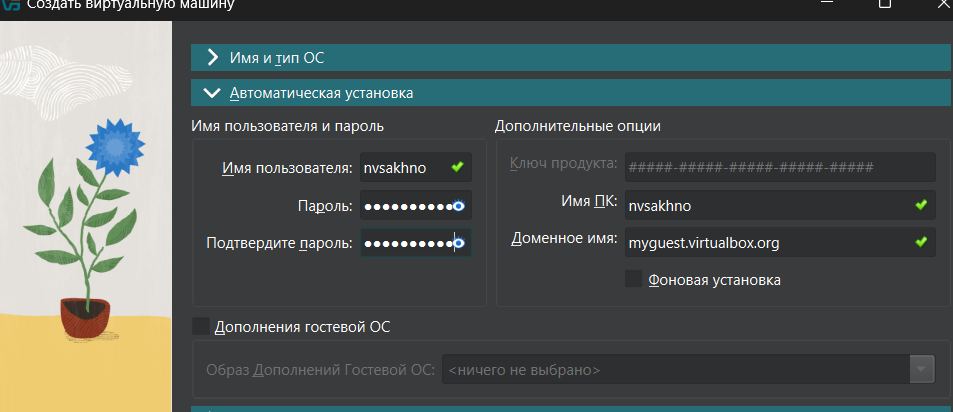 Создать виртуальную машину
Имя и тип ОС
Автоматическая установка
Имя пользователя и пароль
Имя пользователя: nvsakhno
Пароль: ●●●●●●●●●●
Подтвердите пароль: ●●●●●●●●●●
Дополнительные опции
Ключ продукта: #####-#####-#####-#####-#####
Имя ПК: nvsakhno
Доменное имя: myguest.virtualbox.org
Фоновая установка
Дополнения гостевой ОС
Образ Дополнений Гостевой ОС: <ничего не выбрано>